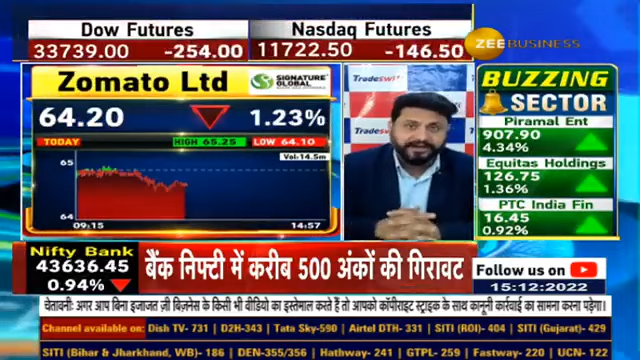 Dow Futures
33739.00 -254.00
Nasdaq Futures
11722.50 -146.50
ZEE BUSINESS
Zomato Ltd
SIGNATURE GLOBAL
64.20 1.23%
TODAY HIGH 65.25 LOW 64.10
Vol:14.5m
65
64
09:15 14:57
Tradeswift
Tradeswi
BUZZING
SECTOR
Piramal Ent
907.90
4.34%
Equitas Holdings
126.75
1.36%
PTC India Fin
16.45
0.92%
Nifty Bank
43636.45
0.94%
बैंक निफ्टी में करीब 500 अंकों की गिरावट
Follow us on
15:12:2022
चेतावनी: अगर आप बिना इजाजत ज़ी बिज़नेस के किसी भी वीडियो का इस्तेमाल करते हैं तो आपको कॉपीराइट स्ट्राइक के साथ कानूनी कार्रवाई का सामना करना पड़ेगा.
Channel available on: Dish TV- 731 | D2H-343 | Tata Sky-590 | Airtel DTH- 331 | SITI (ROI) - 404 | SITI (Gujarat) - 429
SITI (Bihar & Jharkhand, WB)- 186 | DEN-355/356 | Hathway-241 | GTPL-259 | Fastway-220 | UCN-122